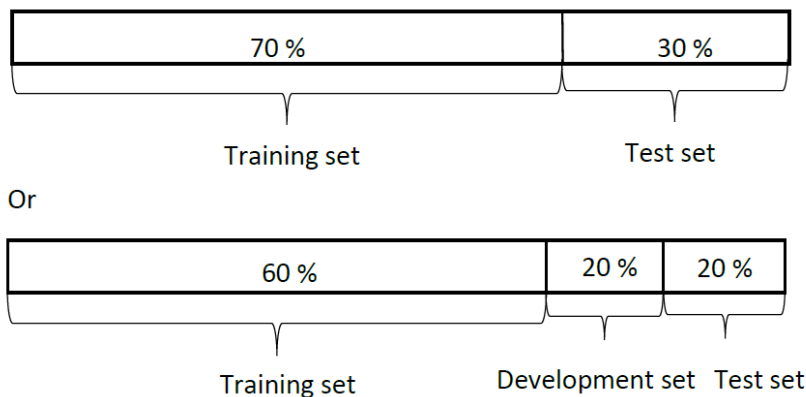 70 % 30 %
Training set Test set
Or
60 % 20 % 20 %
Training set Development set Test set